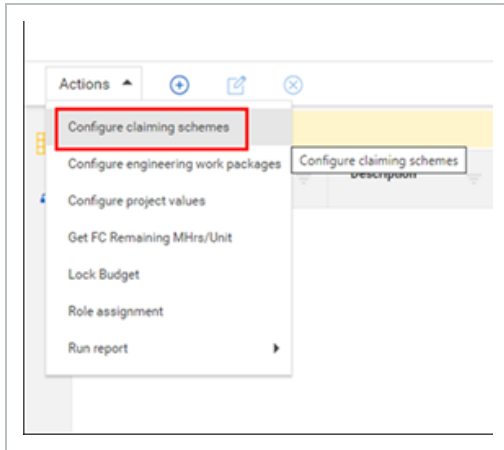 Actions
Configure claiming schemes
Configure engineering work packages
Configure claiming schemes
Description
Configure project values
Get FC Remaining MHrs/Unit
Lock Budget
Role assignment
Run report